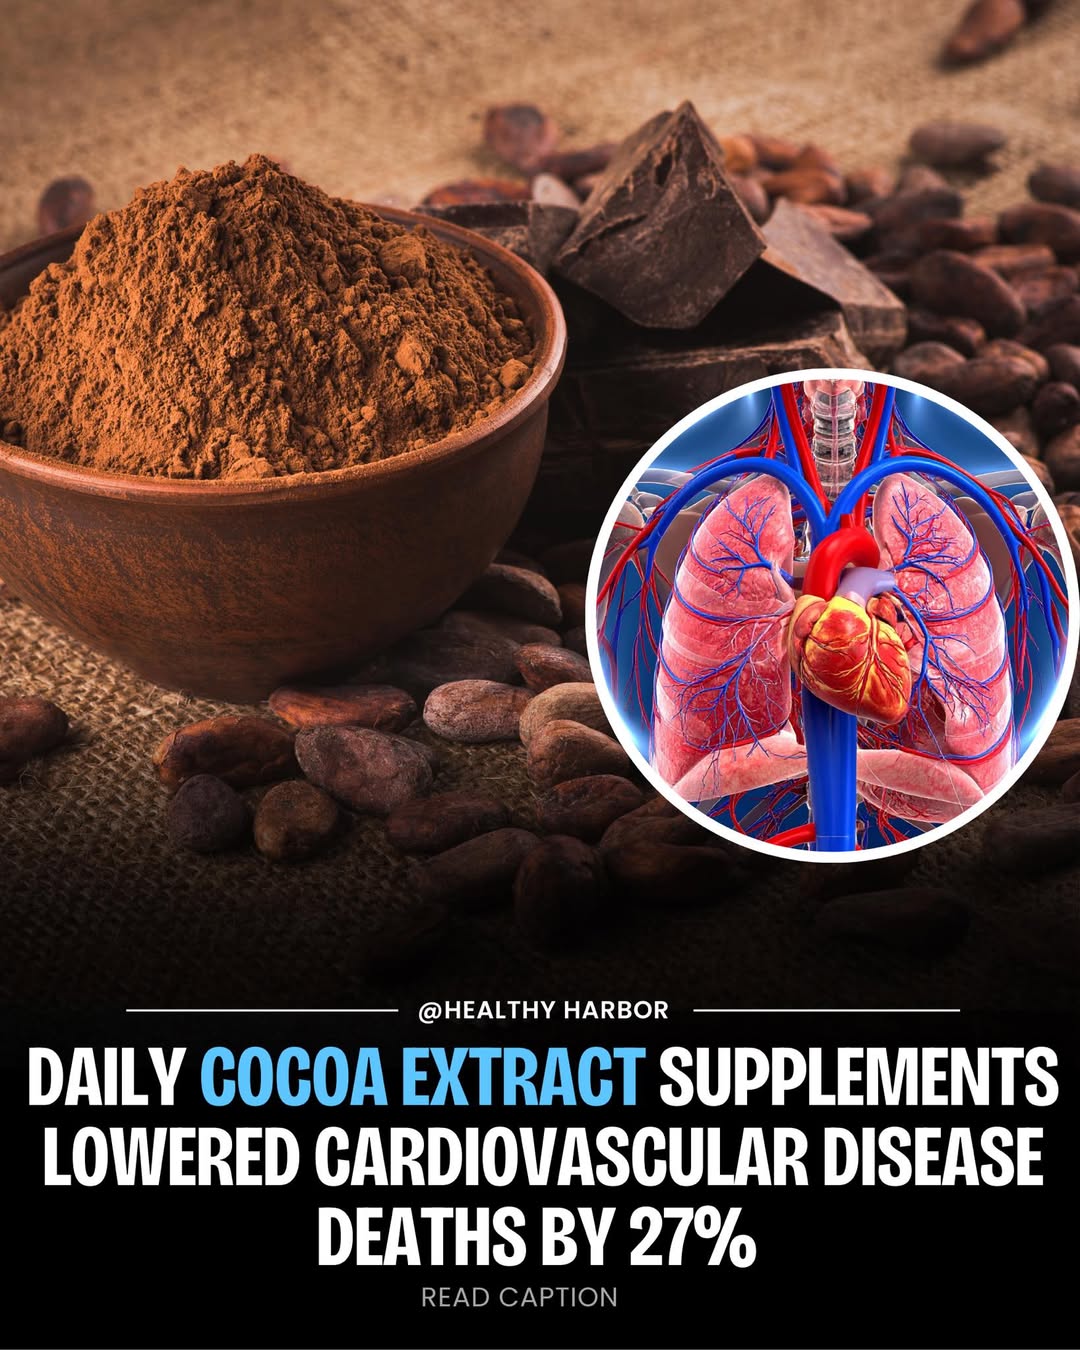 @HEALTHY HARBOR
DAILY COCOA EXTRACT SUPPLEMENTS
LOWERED CARDIOVASCULAR DISEASE
DEATHS BY 27%
READ CAPTION